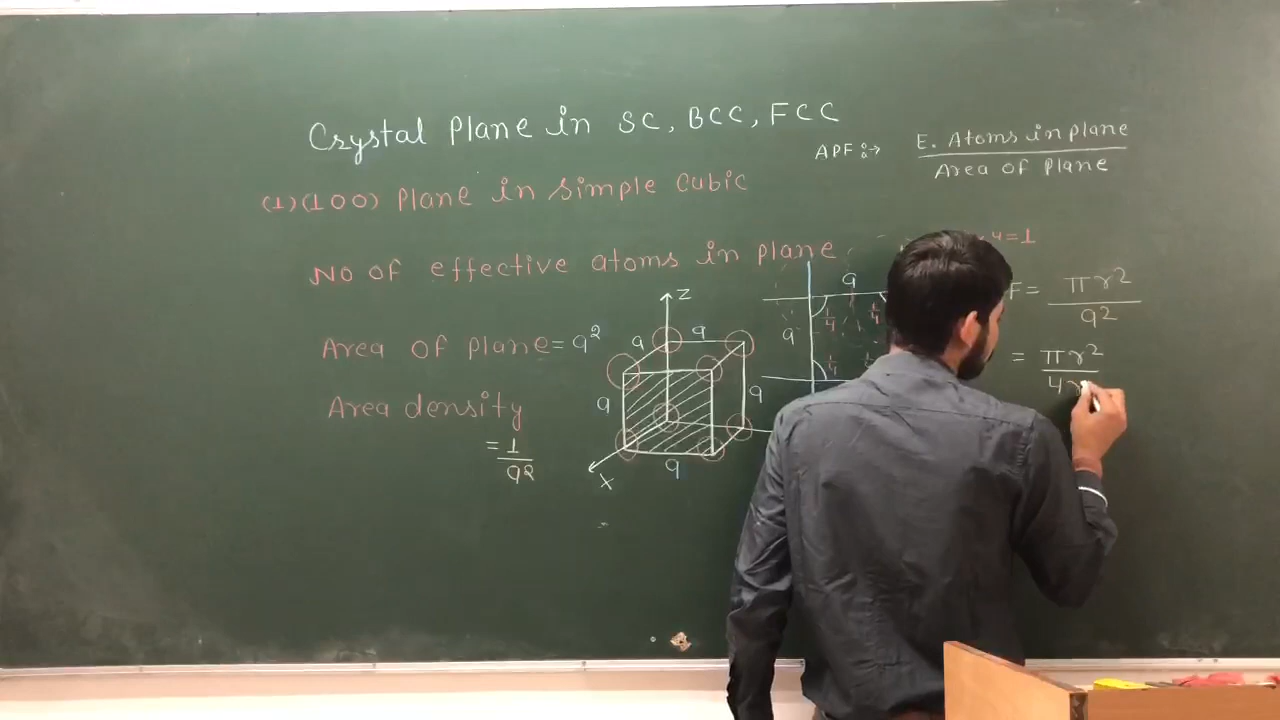 Crystal Plane in SC, BCC, FCC
APF :→ E. Atoms in plane
Area of Plane
(1) (100) Plane in simple cubic
4=1
No of effective atoms in plane
F= πr²
a²
Area of plane = a²
= πr²
4r
Area density
= 1
a²
z
a
a
a
a
a
x
a
a
1/4
1/4
1/4